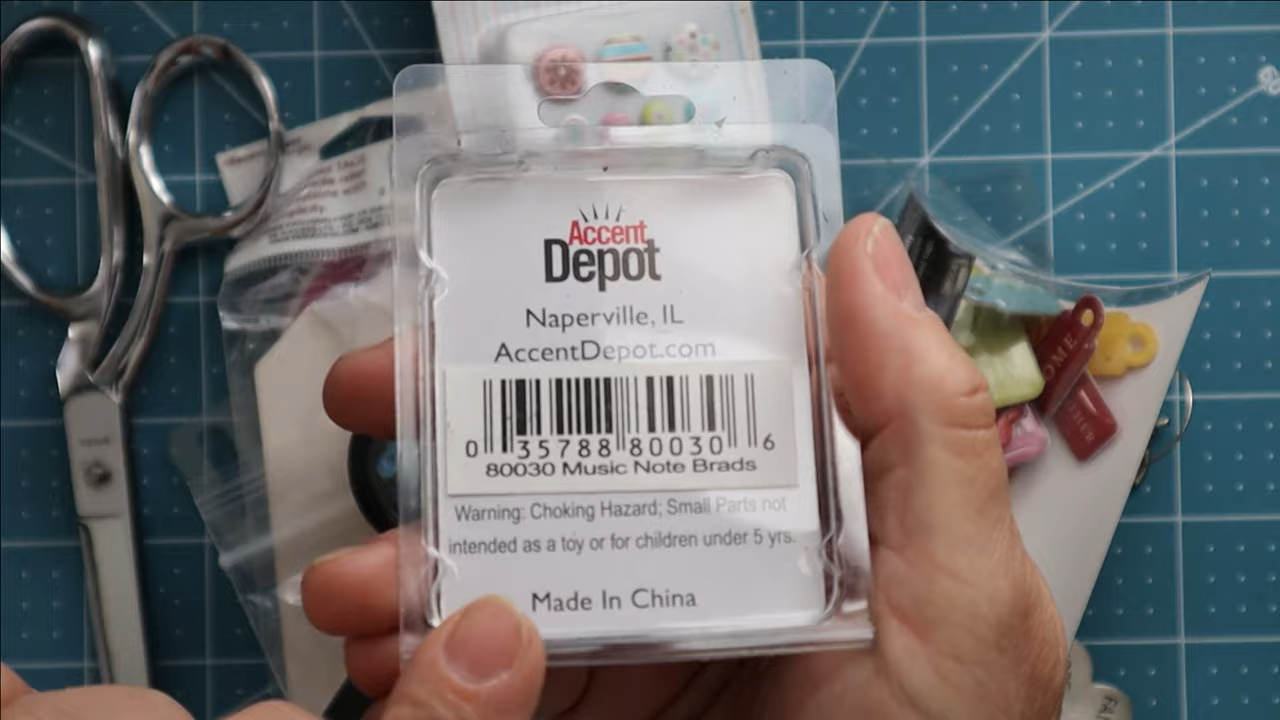 Accent
Depot
Naperville, IL
AccentDepot.com
0 35788 80030 6
80030 Music Note Brads
Warning: Choking Hazard; Small Parts not
intended as a toy or for children under 5 yrs.
Made In China
OME